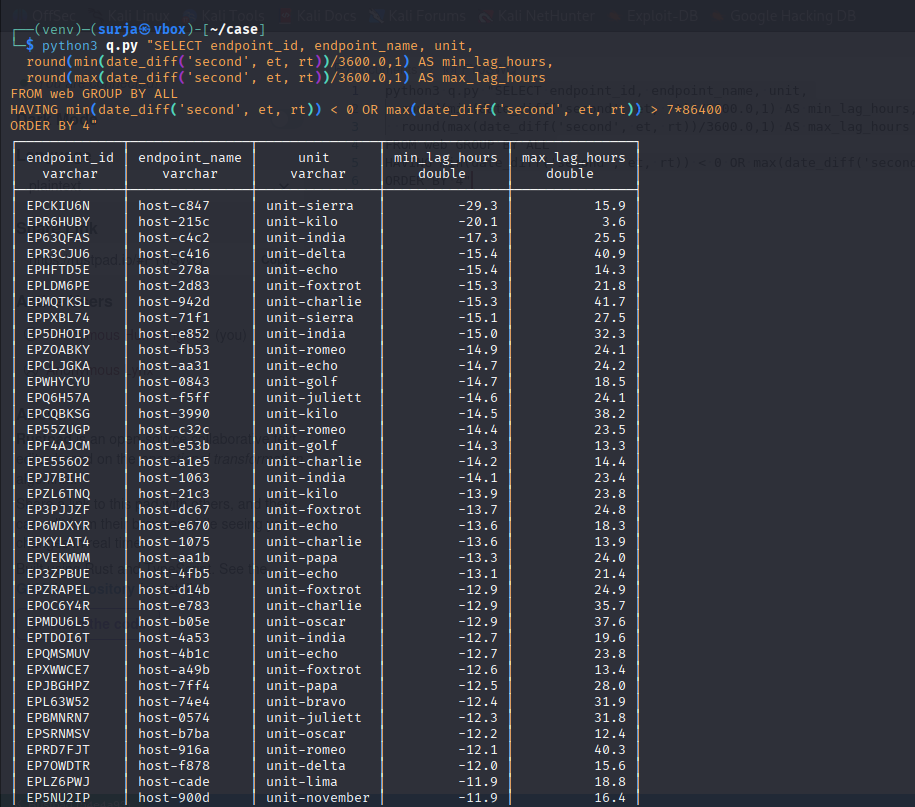 (venv)-(surja㉿vbox)-[~/case]
$ python3 q.py "SELECT endpoint_id, endpoint_name, unit,
round(min(date_diff('second', et, rt))/3600.0,1) AS min_lag_hours,
round(max(date_diff('second', et, rt))/3600.0,1) AS max_lag_hours
FROM web GROUP BY ALL
HAVING min(date_diff('second', et, rt)) < 0 OR max(date_diff('second', et, rt)) > 7*86400
ORDER BY 4"
endpoint_id endpoint_name unit min_lag_hours max_lag_hours
varchar varchar varchar double double
EPCKIU6N host-c847 unit-sierra -29.3 15.9
EPR6HUBY host-215c unit-kilo -20.1 3.6
EP63QFAS host-c4c2 unit-india -17.3 25.5
EPR3CJU6 host-c416 unit-delta -15.4 40.9
EPHFTD5E host-278a unit-echo -15.4 14.3
EPLDM6PE host-2d83 unit-foxtrot -15.3 21.8
EPMQTKSL host-942d unit-charlie -15.3 41.7
EPPXBL74 host-71f1 unit-sierra -15.1 27.5
EP5DHOIP host-e852 unit-india -15.0 32.3
EPZOABKY host-fb53 unit-romeo -14.9 24.1
EPCLJGKA host-aa31 unit-echo -14.7 24.2
EPWHYCYU host-0843 unit-golf -14.7 18.5
EPQ6H57A host-f5ff unit-juliett -14.6 24.1
EPCQBKSG host-3990 unit-kilo -14.5 38.2
EP55ZUGP host-c32c unit-romeo -14.4 23.5
EPF4AJCM host-e53b unit-golf -14.3 13.3
EPE556O2 host-a1e5 unit-charlie -14.2 14.4
EPJ7BIHC host-1063 unit-india -14.1 23.4
EPZL6TNQ host-21c3 unit-kilo -13.9 23.8
EP3PJJZF host-dc67 unit-foxtrot -13.7 24.8
EP6WDXYR host-e670 unit-echo -13.6 18.3
EPKYLAT4 host-1075 unit-charlie -13.6 13.9
EPVEKWWM host-aa1b unit-papa -13.3 24.0
EP3ZPBUE host-4fb5 unit-echo -13.1 21.4
EPZRAPEL host-d14b unit-foxtrot -12.9 24.9
EPOC6Y4R host-e783 unit-charlie -12.9 35.7
EPMDU6L5 host-b05e unit-oscar -12.9 37.6
EPTDOI6T host-4a53 unit-india -12.7 19.6
EPQMSMUV host-4b1c unit-echo -12.7 23.8
EPXWWCE7 host-a49b unit-foxtrot -12.6 13.4
EPJBGHPZ host-7ff4 unit-papa -12.5 28.0
EPL63W52 host-74e4 unit-bravo -12.4 31.9
EPBMNRN7 host-0574 unit-juliett -12.3 31.8
EPSRNMSV host-b7ba unit-oscar -12.2 12.4
EPRD7FJT host-916a unit-romeo -12.1 40.3
EP7OWDTR host-f878 unit-delta -12.0 15.6
EPLZ6PWJ host-cade unit-lima -11.9 18.8
EP5NU2IP host-900d unit-november -11.9 16.4